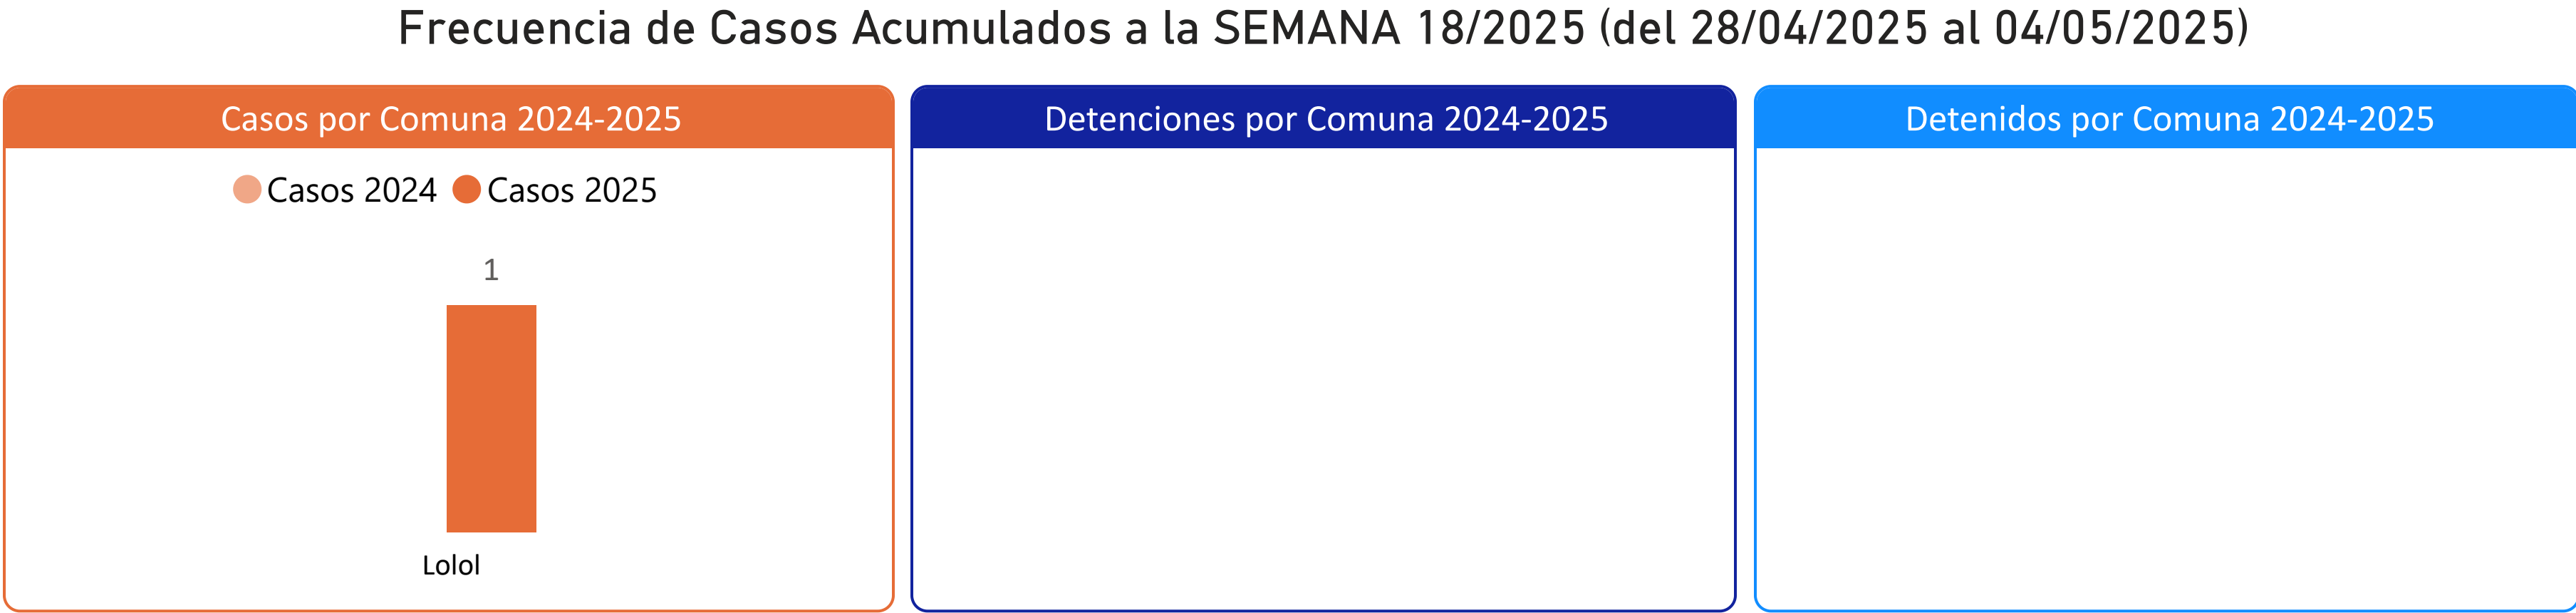 Frecuencia de Casos Acumulados a la SEMANA 18/2025 (del 28/04/2025 al 04/05/2025)
Casos por Comuna 2024-2025
Casos 2024 Casos 2025
1
Lolol
Detenciones por Comuna 2024-2025
Detenidos por Comuna 2024-2025